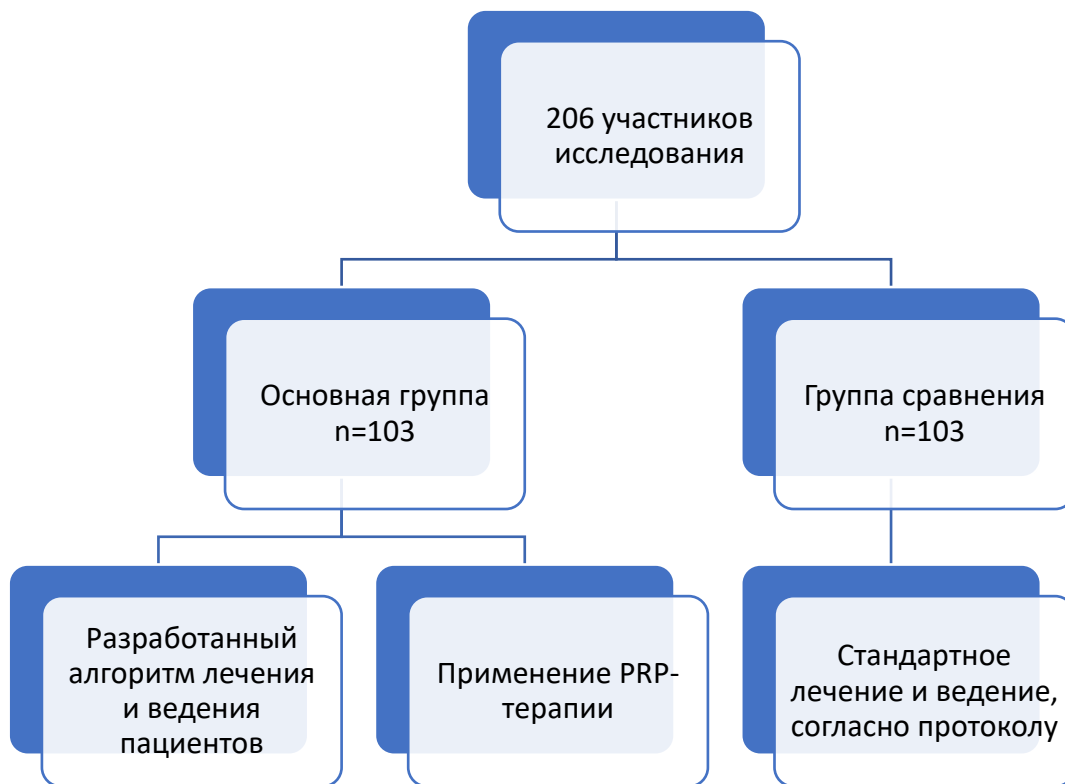 206 участников
исследования
Основная группа
n=103
Группа сравнения
n=103
Разработанный
алгоритм лечения
и ведения
пациентов
Применение PRP-
терапии
Стандартное
лечение и ведение,
согласно протоколу